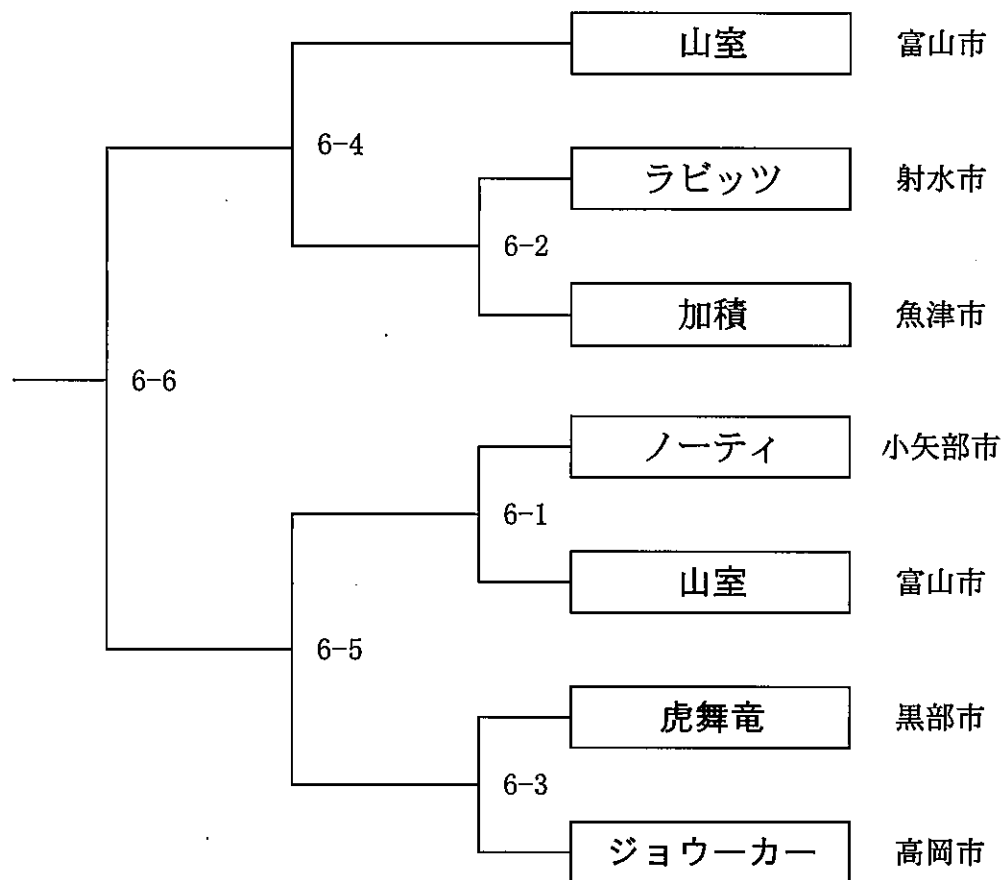 山室 富山市
6-4
ラビッツ 射水市
6-2
加積 魚津市
6-6
ノーティ 小矢部市
6-1
山室 富山市
6-5
虎舞竜 黒部市
6-3
ジョウーカー 高岡市